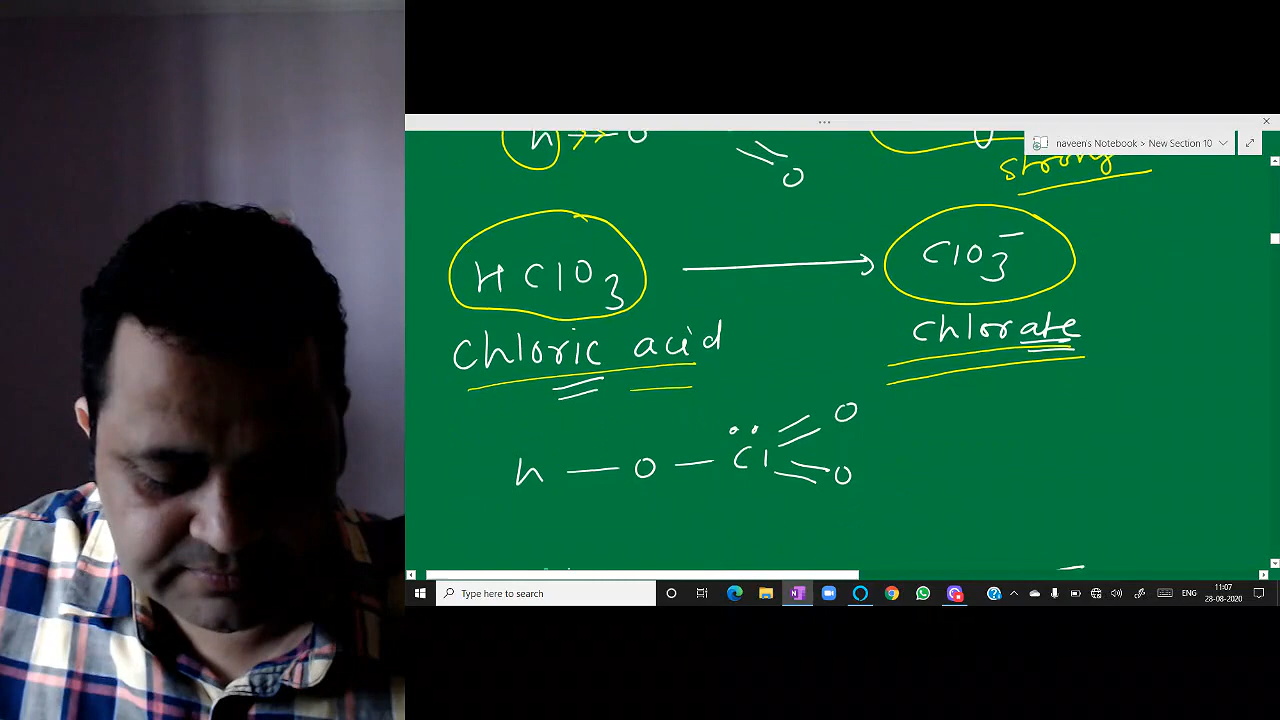 h O
O
O
naveen's Notebook > New Section 10
strong
HClO3 ClO3−
chloric acid chlorate
h — O — Cl O
O
Type here to search
ENG
11:07
28-08-2020